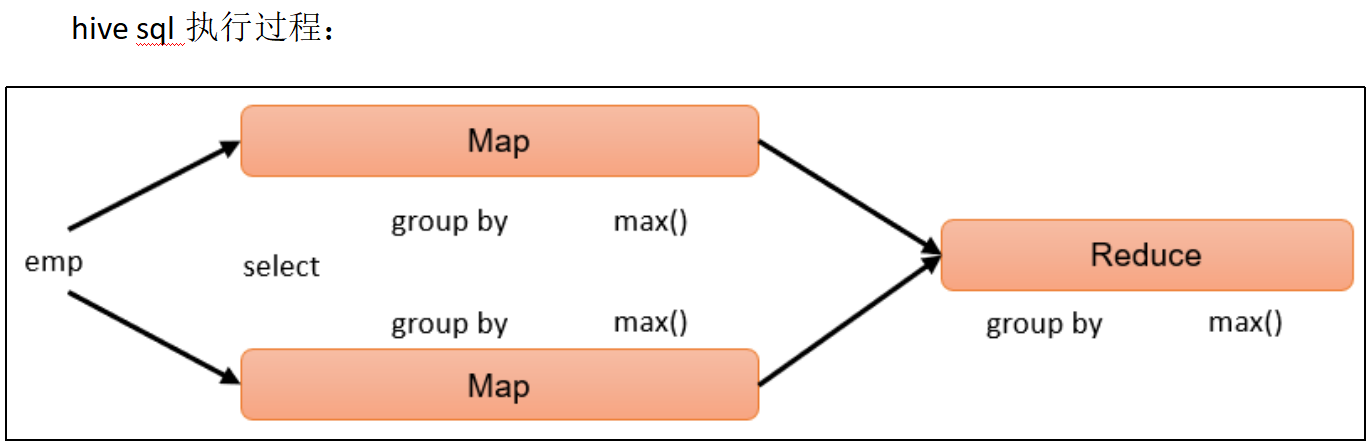 hive sql 执行过程：
Map
group by max()
emp select
group by max()
Map
Reduce
group by max()